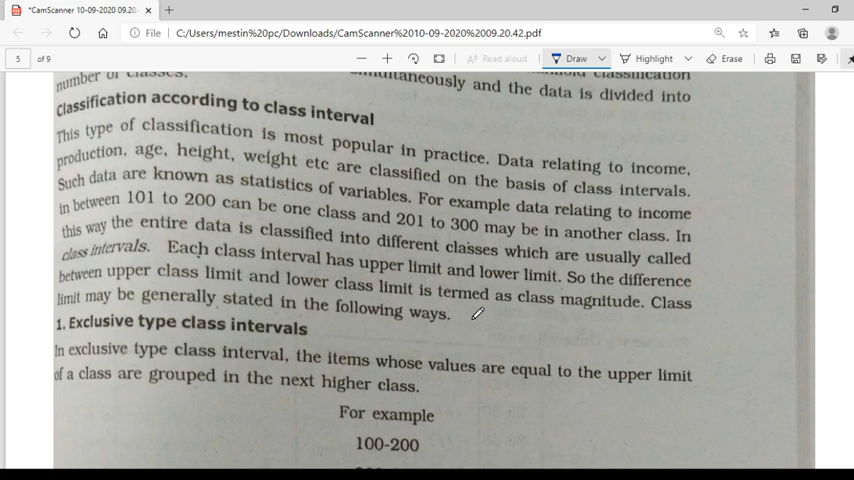 *CamScanner 10-09-2020 09.20.
File C:/Users/mestin%20pc/Downloads/CamScanner%2010-09-2020%2009.20.42.pdf
5 of 9 Read aloud Draw Highlight Erase
number of classes.
simultaneously and the data is divided into
Classification according to class interval
This type of classification is most popular in practice. Data relating to income,
production, age, height, weight etc are classified on the basis of class intervals.
Such data are known as statistics of variables. For example data relating to income
in between 101 to 200 can be one class and 201 to 300 may be in another class. In
this way the entire data is classified into different classes which are usually called
class intervals. Each class interval has upper limit and lower limit. So the difference
between upper class limit and lower class limit is termed as class magnitude. Class
limit may be generally stated in the following ways.
1. Exclusive type class intervals
In exclusive type class interval, the items whose values are equal to the upper limit
of a class are grouped in the next higher class.
For example
100-200